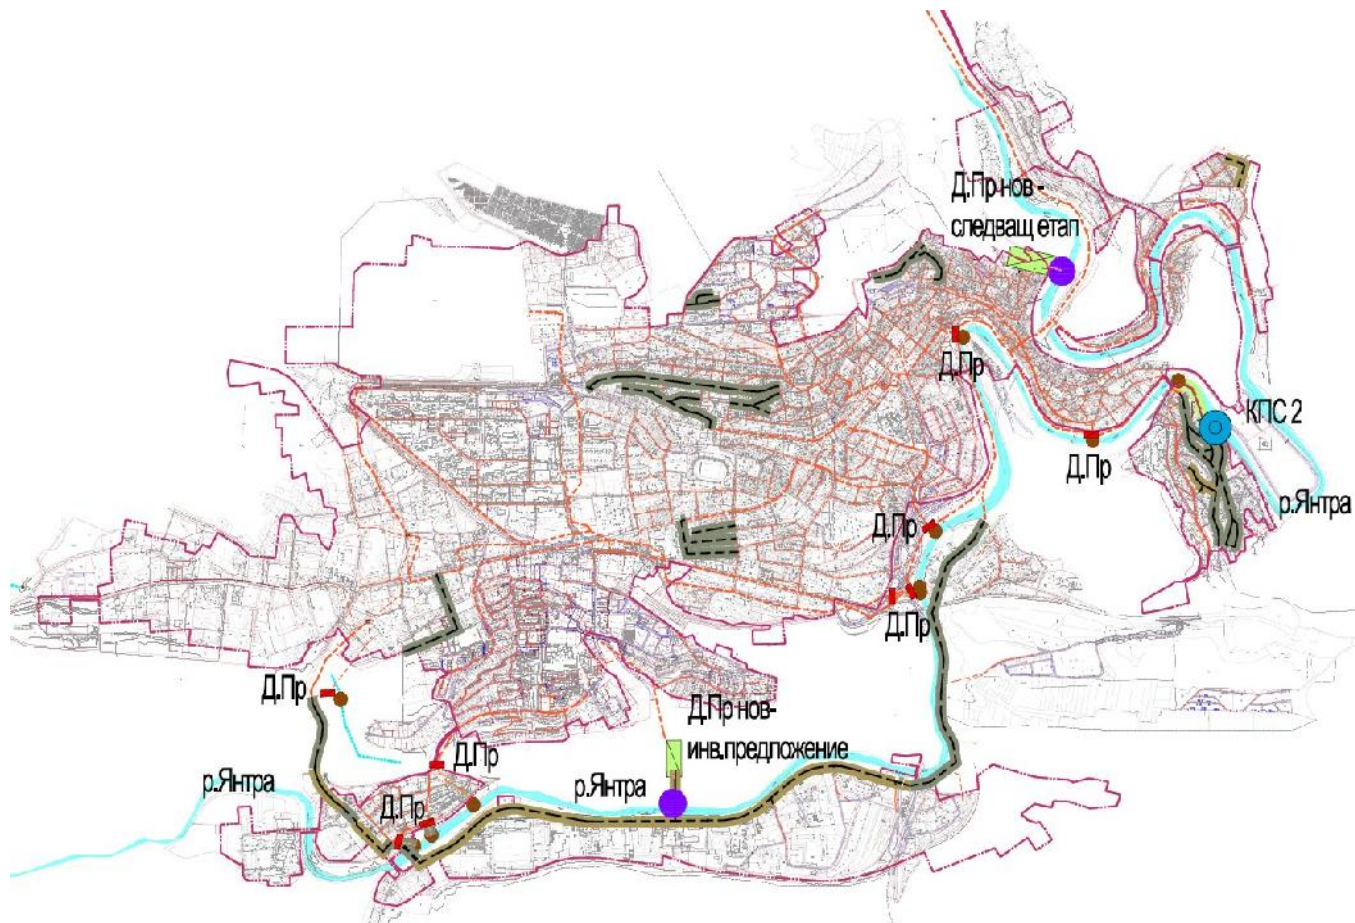 Д.Пр нов -
следващ етап
Д.Пр
КПС 2
Д.Пр
р.Янтра
Д.Пр
Д.Пр
Д.Пр
Д.Пр нов-
инв.предложение
Д.Пр
р.Янтра
р.Янтра
Д.Пр